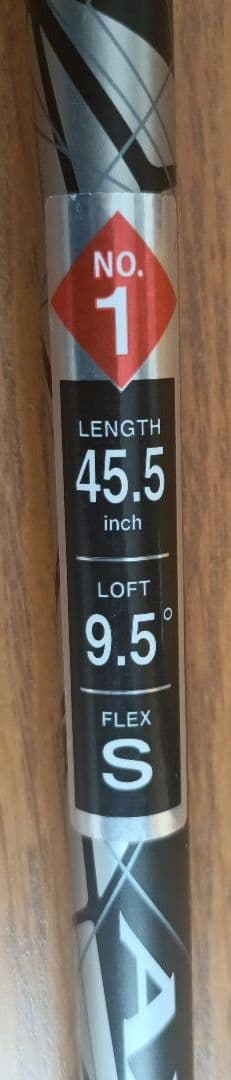 NO.
1
LENGTH
45.5
inch
LOFT
9.5°
FLEX
S
A